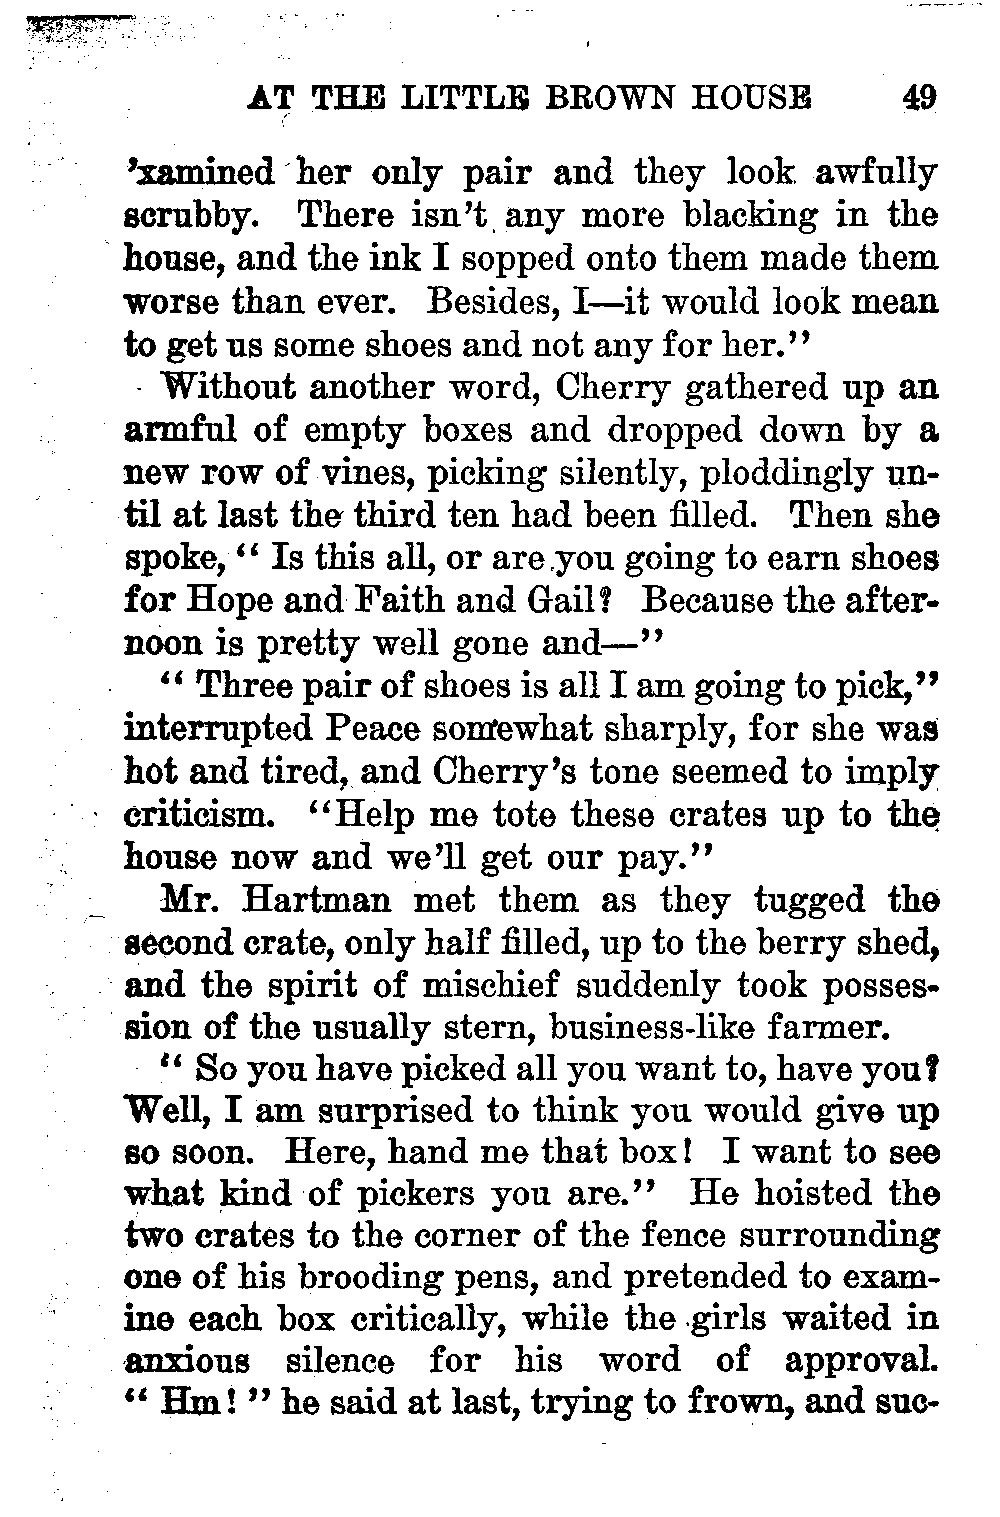 AT THE LITTLE BROWN HOUSE 49
'xamined her only pair and they look awfully
scrubby. There isn't any more blacking in the
house, and the ink I sopped onto them made them
worse than ever. Besides, I—it would look mean
to get us some shoes and not any for her."
Without another word, Cherry gathered up an
armful of empty boxes and dropped down by a
new row of vines, picking silently, ploddingly un-
til at last the third ten had been filled. Then she
spoke, " Is this all, or are you going to earn shoes
for Hope and Faith and Gail? Because the after-
noon is pretty well gone and—"
" Three pair of shoes is all I am going to pick,"
interrupted Peace somewhat sharply, for she was
hot and tired, and Cherry's tone seemed to imply
criticism. "Help me tote these crates up to the
house now and we'll get our pay."
Mr. Hartman met them as they tugged the
second crate, only half filled, up to the berry shed,
and the spirit of mischief suddenly took posses-
sion of the usually stern, business-like farmer.
" So you have picked all you want to, have you?
Well, I am surprised to think you would give up
so soon. Here, hand me that box! I want to see
what kind of pickers you are." He hoisted the
two crates to the corner of the fence surrounding
one of his brooding pens, and pretended to exam-
ine each box critically, while the girls waited in
anxious silence for his word of approval.
" Hm! " he said at last, trying to frown, and suc-